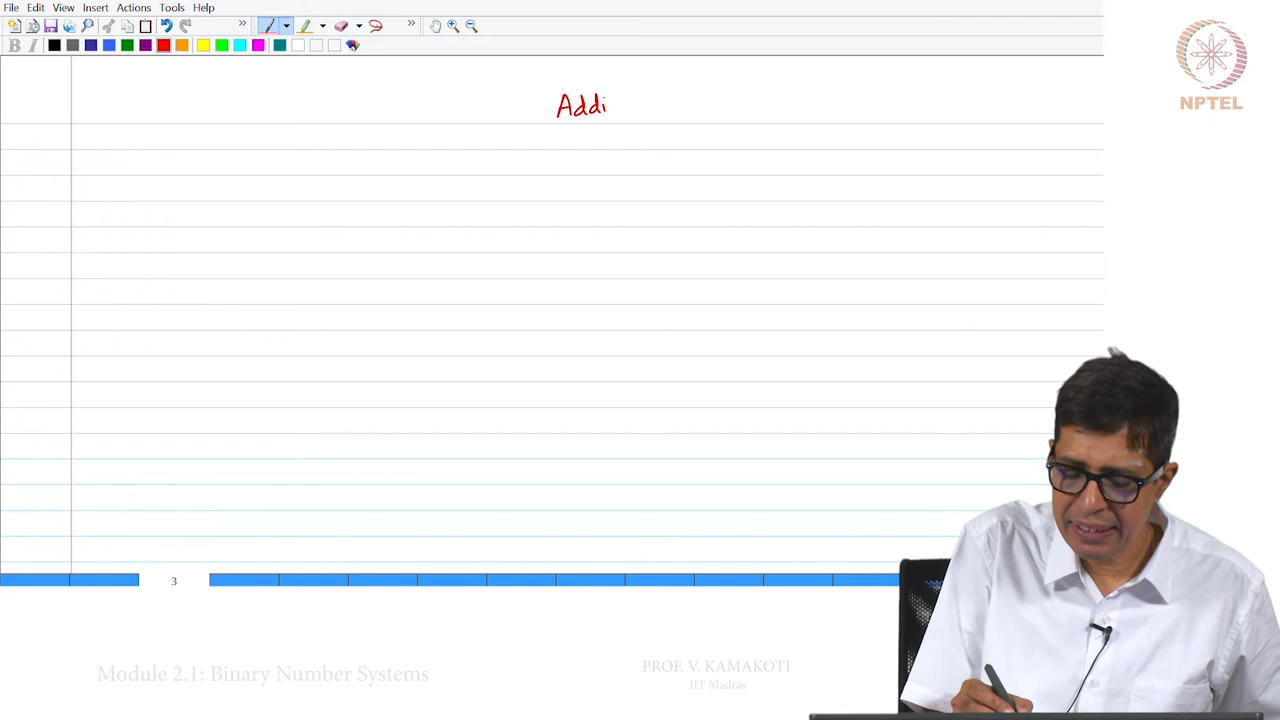 File Edit View Insert Actions Tools Help
B I
NPTEL
Addi
3
Module 2.1: Binary Number Systems
PROF. V. KAMAKOTI
IIT Madras